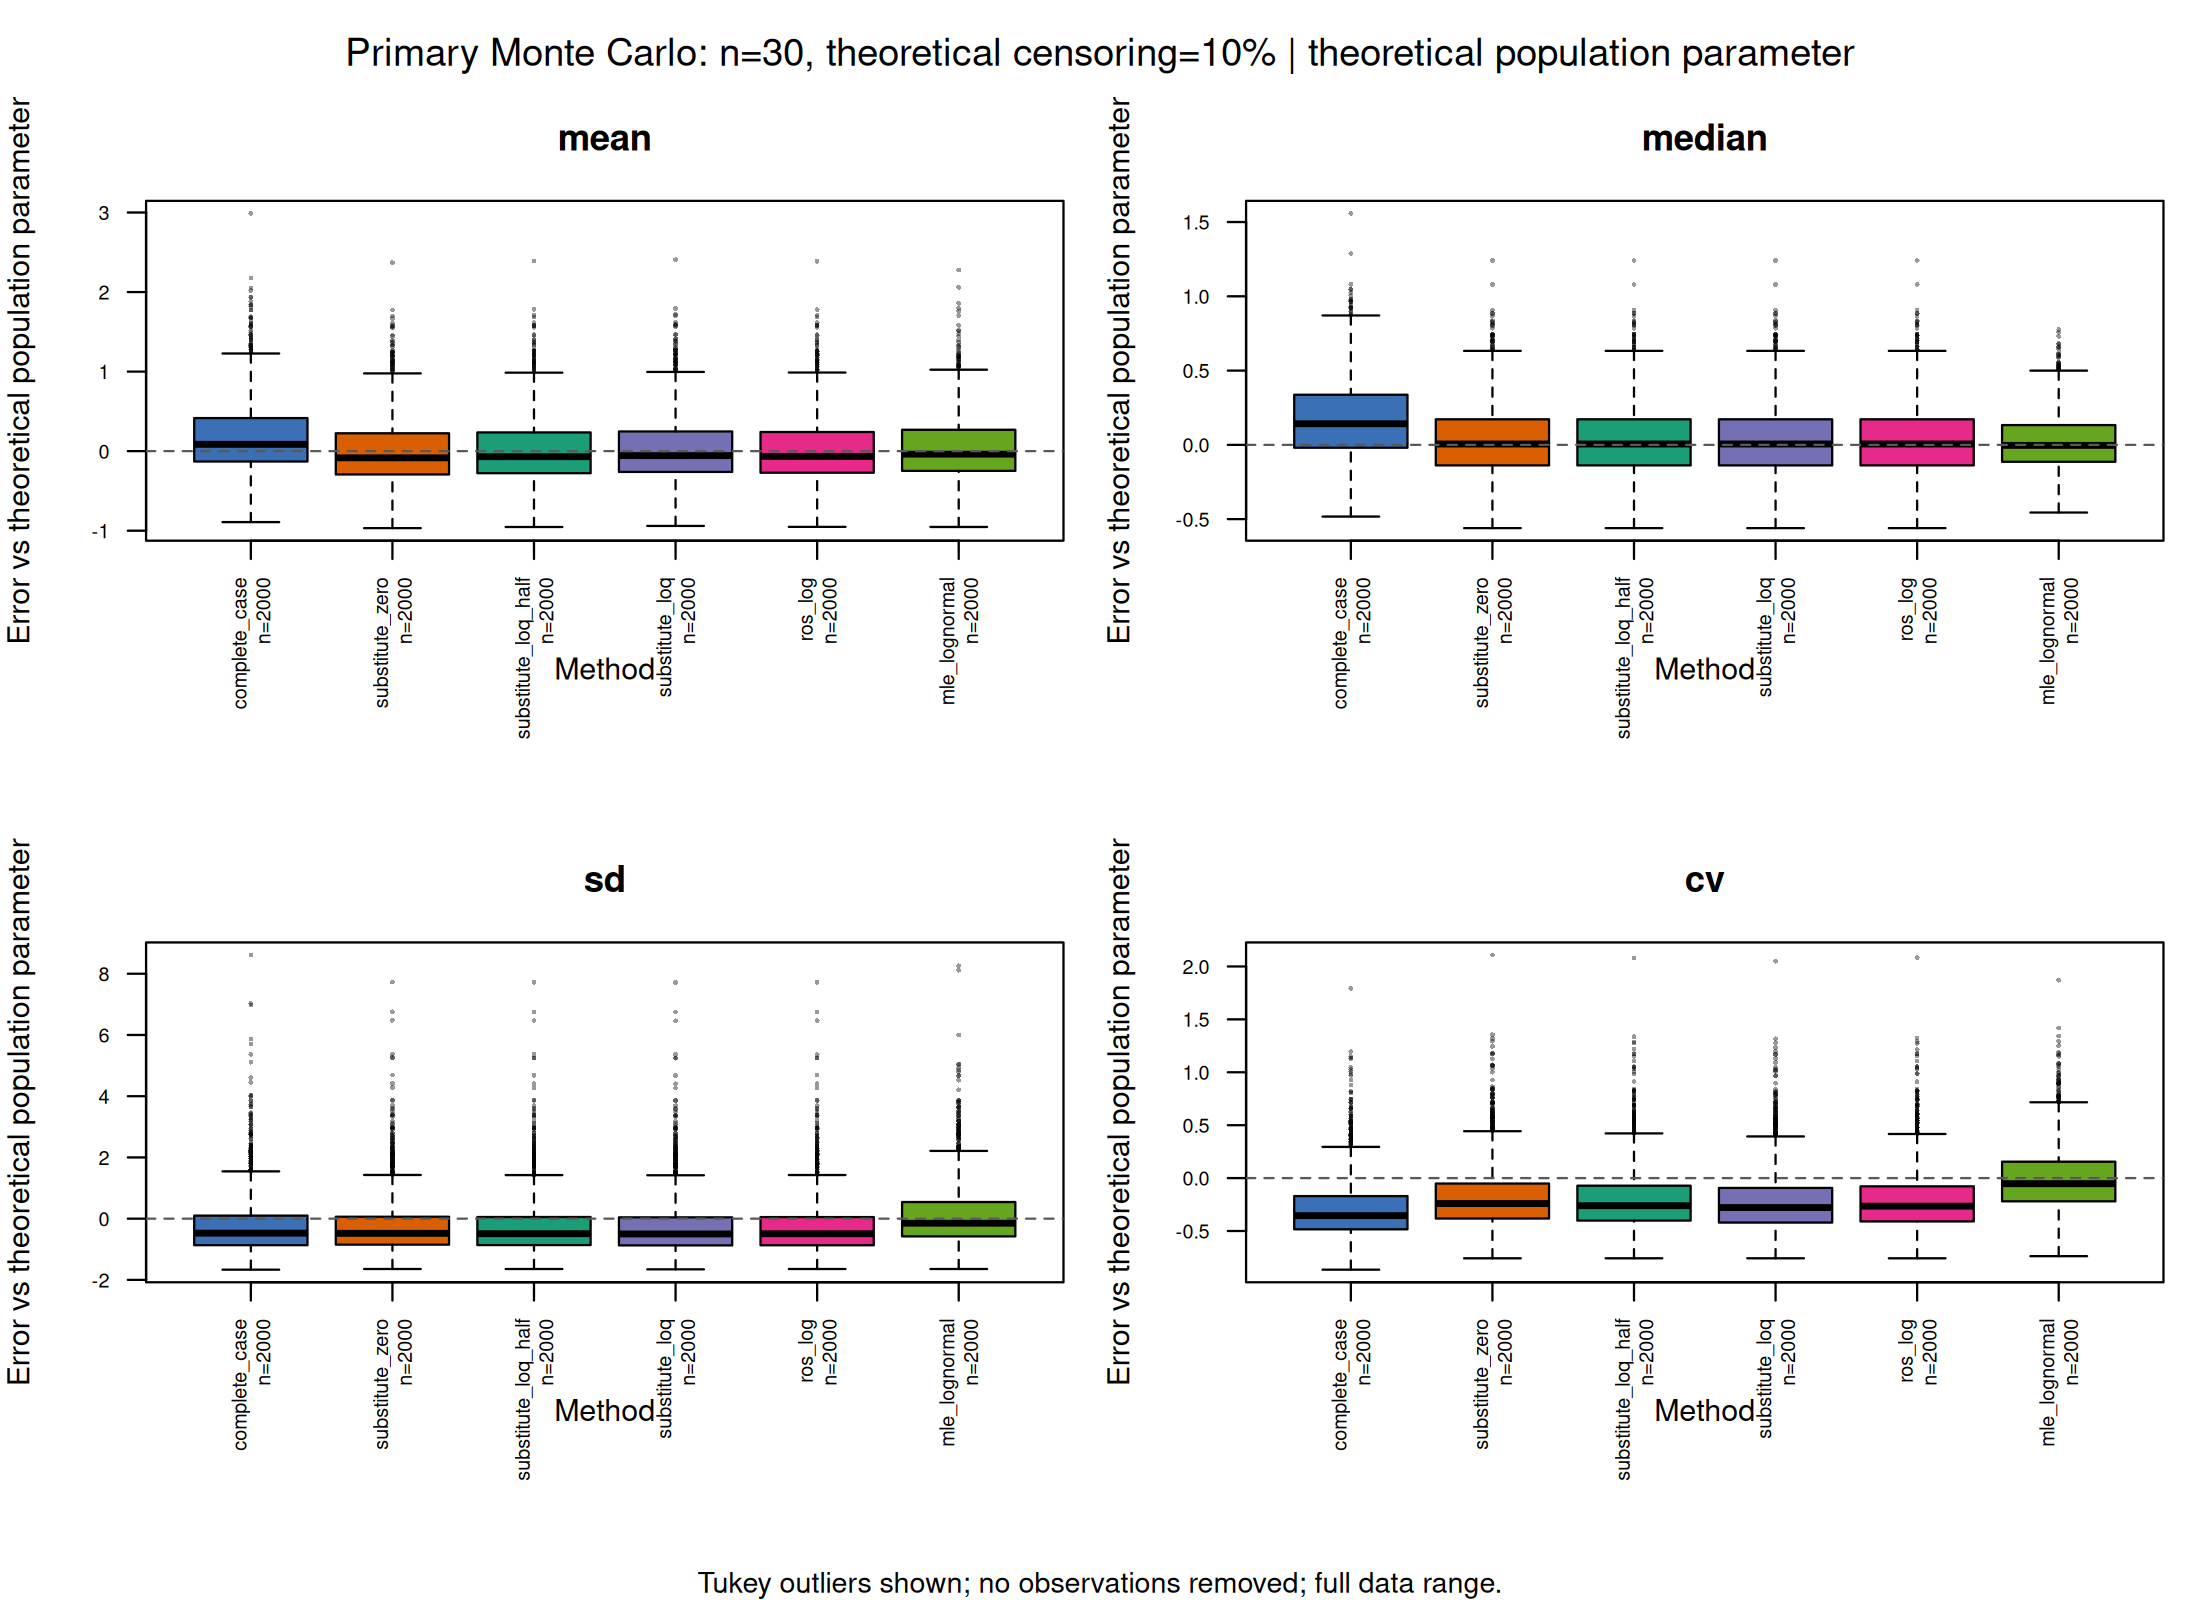 Primary Monte Carlo: n=30, theoretical censoring=10% | theoretical population parameter
mean
Error vs theoretical population parameter
3
2
1
0
-1
complete_case
n=2000
substitute_zero
n=2000
substitute_loq_half
n=2000
substitute_loq
n=2000
ros_log
n=2000
mle_lognormal
n=2000
Method
median
Error vs theoretical population parameter
1.5
1.0
0.5
0.0
-0.5
complete_case
n=2000
substitute_zero
n=2000
substitute_loq_half
n=2000
substitute_loq
n=2000
ros_log
n=2000
mle_lognormal
n=2000
Method
sd
Error vs theoretical population parameter
8
6
4
2
0
-2
complete_case
n=2000
substitute_zero
n=2000
substitute_loq_half
n=2000
substitute_loq
n=2000
ros_log
n=2000
mle_lognormal
n=2000
Method
cv
Error vs theoretical population parameter
2.0
1.5
1.0
0.5
0.0
-0.5
complete_case
n=2000
substitute_zero
n=2000
substitute_loq_half
n=2000
substitute_loq
n=2000
ros_log
n=2000
mle_lognormal
n=2000
Method
Tukey outliers shown; no observations removed; full data range.